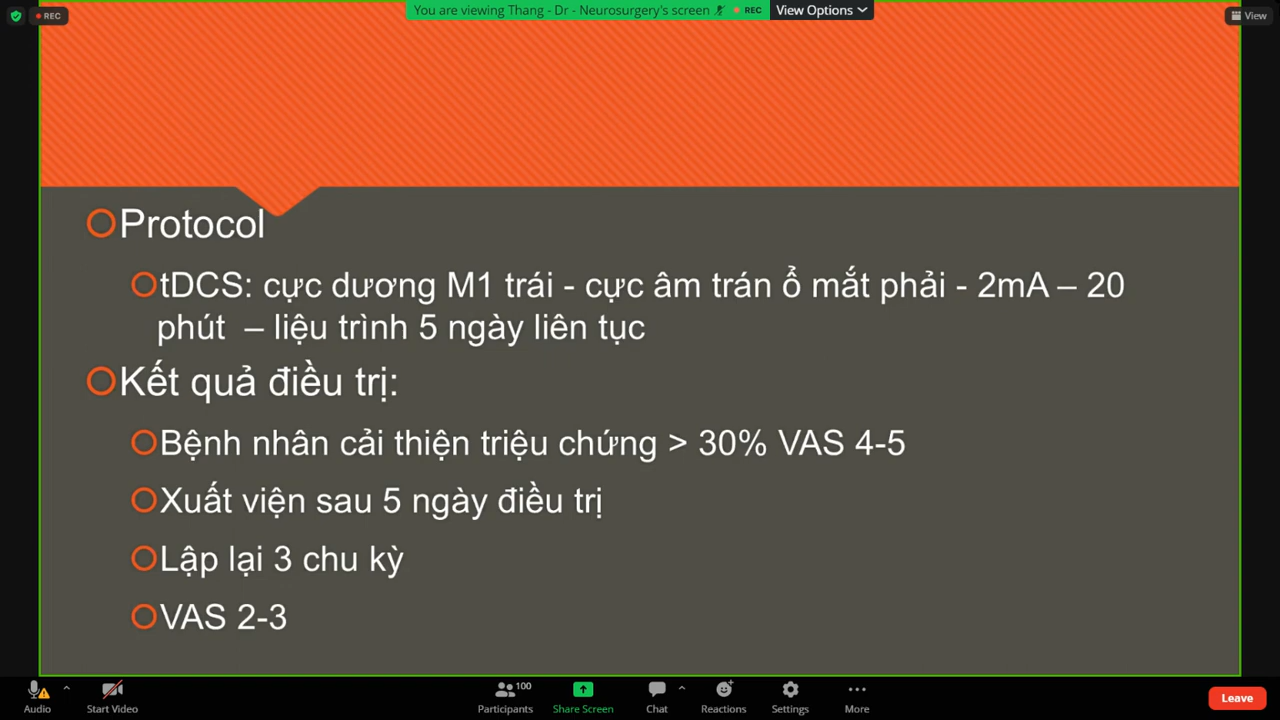 REC
You are viewing Thang - Dr - Neurosurgery's screen
REC
View Options
View
Protocol
tDCS: cực dương M1 trái - cực âm trán ổ mắt phải - 2mA – 20
phút – liệu trình 5 ngày liên tục
Kết quả điều trị:
Bệnh nhân cải thiện triệu chứng > 30% VAS 4-5
Xuất viện sau 5 ngày điều trị
Lập lại 3 chu kỳ
VAS 2-3
Audio
Start Video
Participants
100
Share Screen
Chat
Reactions
Settings
More
Leave